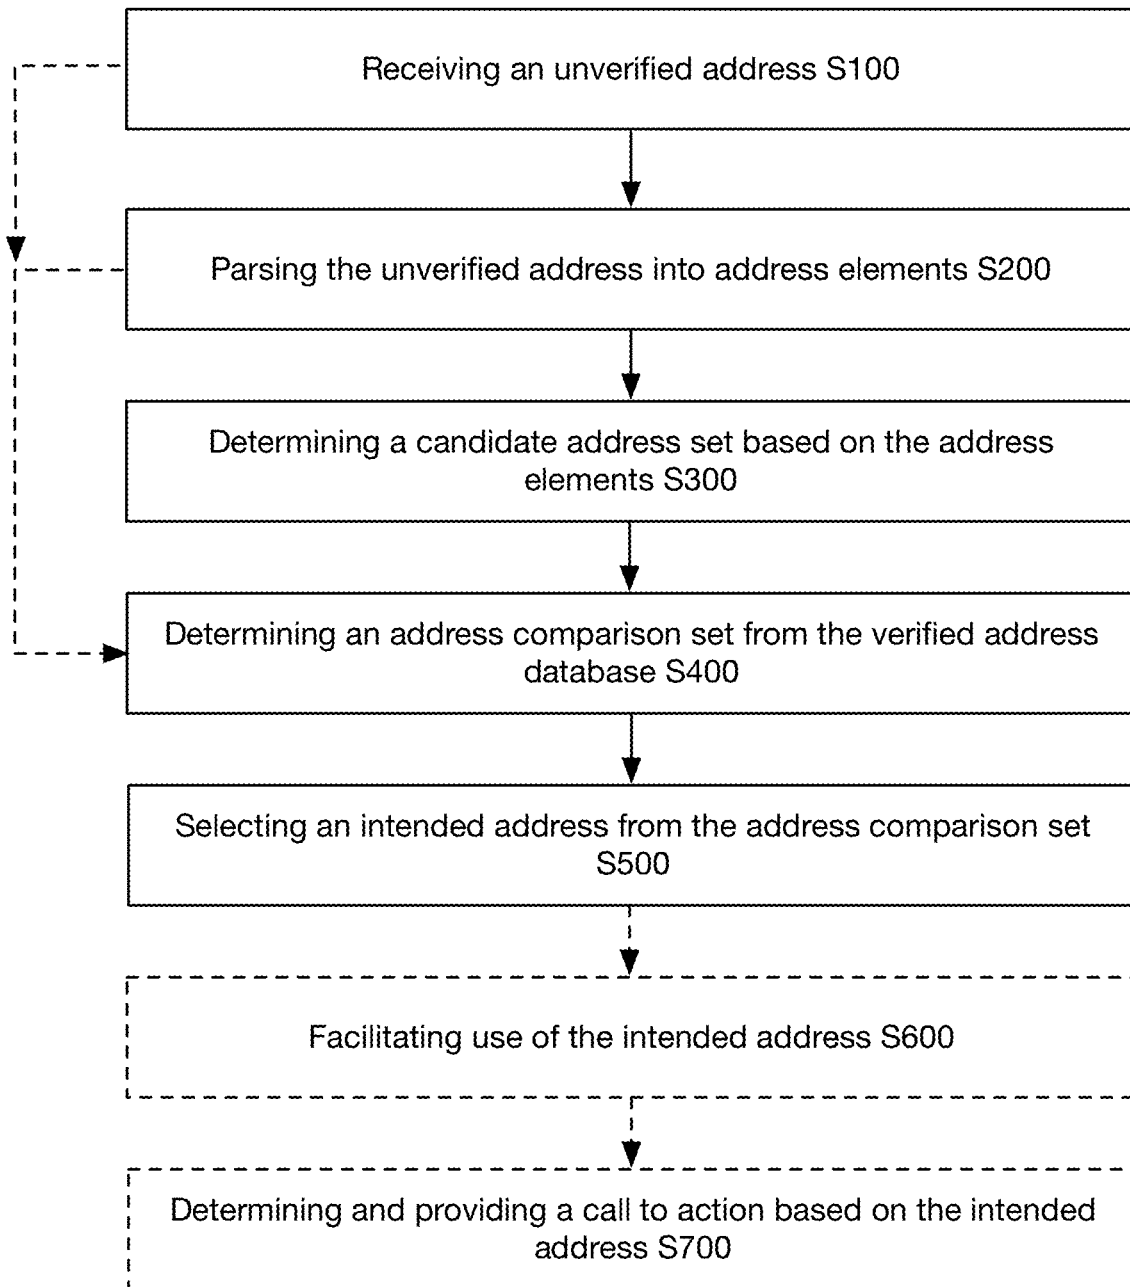 Receiving an unverified address S100
Parsing the unverified address into address elements S200
Determining a candidate address set based on the address
elements S300
Determining an address comparison set from the verified address
database S400
Selecting an intended address from the address comparison set
S500
Facilitating use of the intended address S600
Determining and providing a call to action based on the intended
address S700